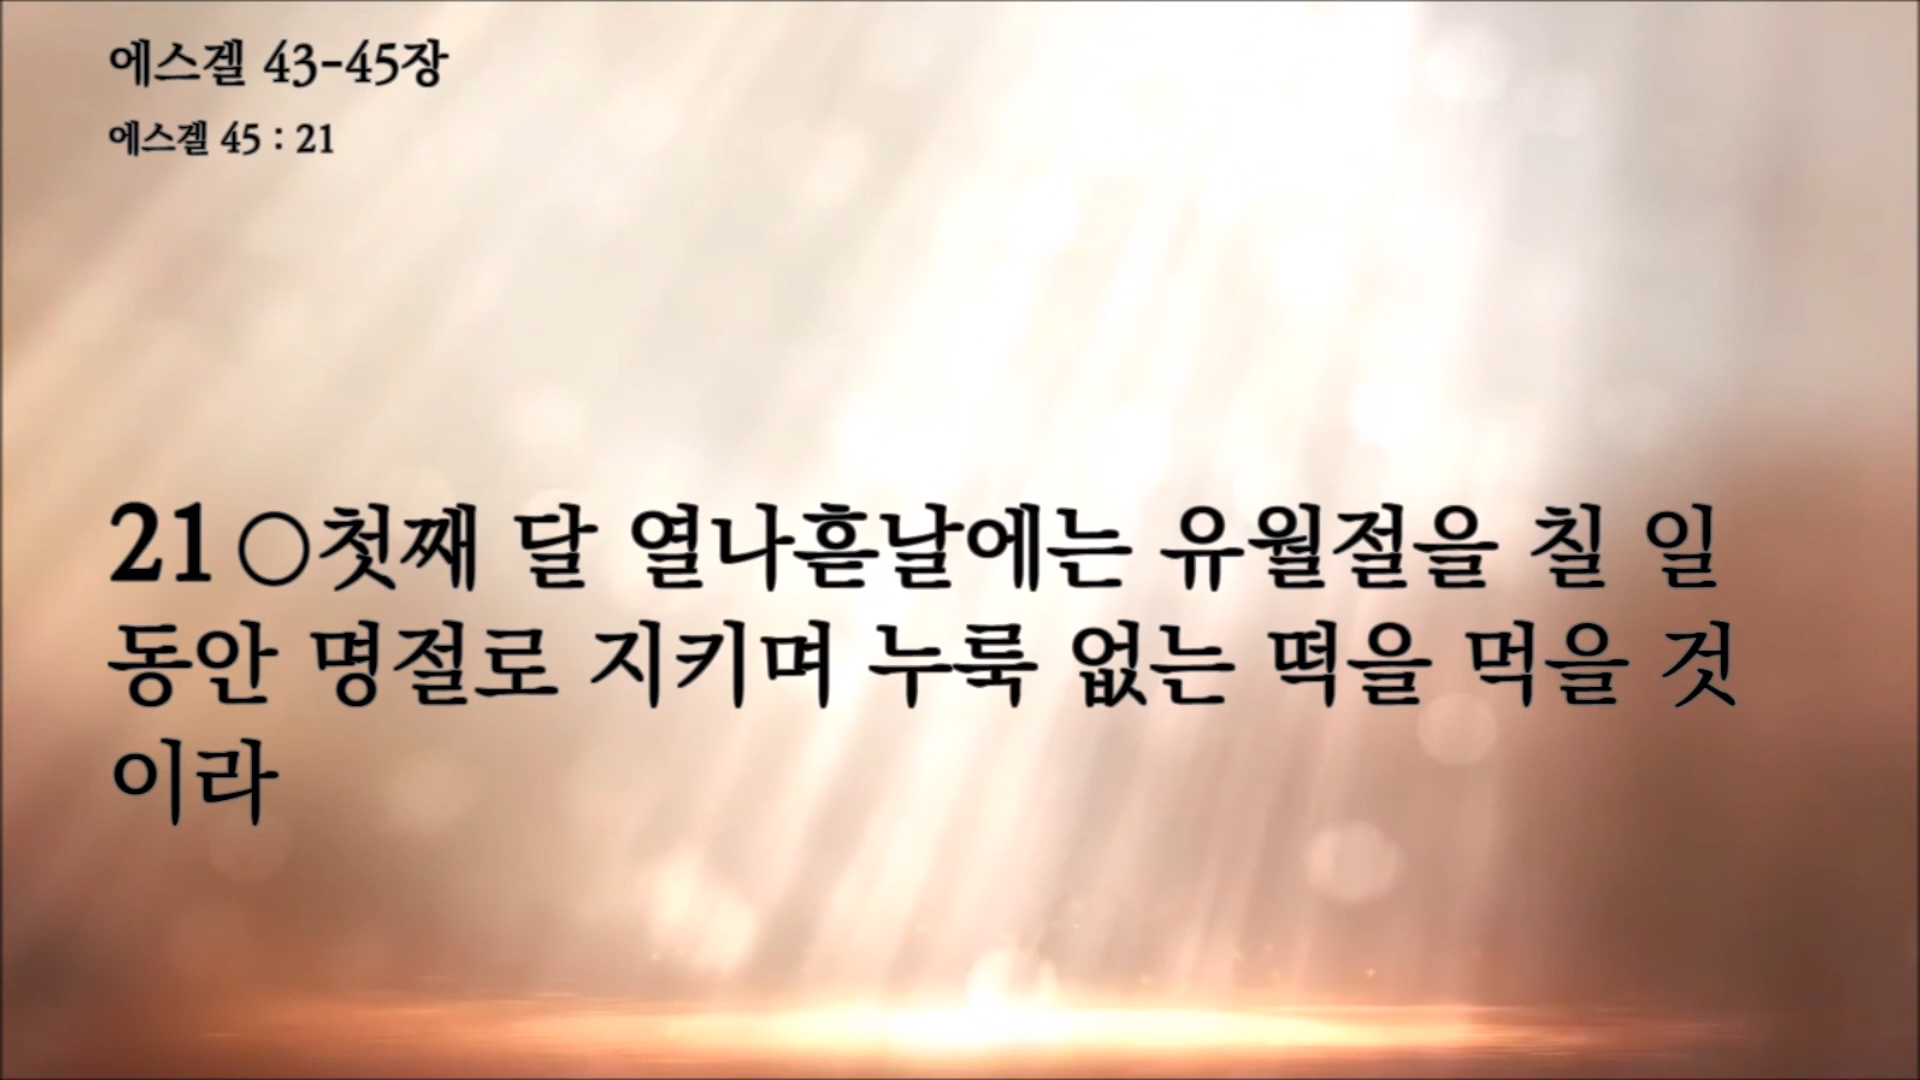 에스겔 43-45장
에스겔 45 : 21
21○첫째 달 열나흗날에는 유월절을 칠 일
동안 명절로 지키며 누룩 없는 떡을 먹을 것
이라